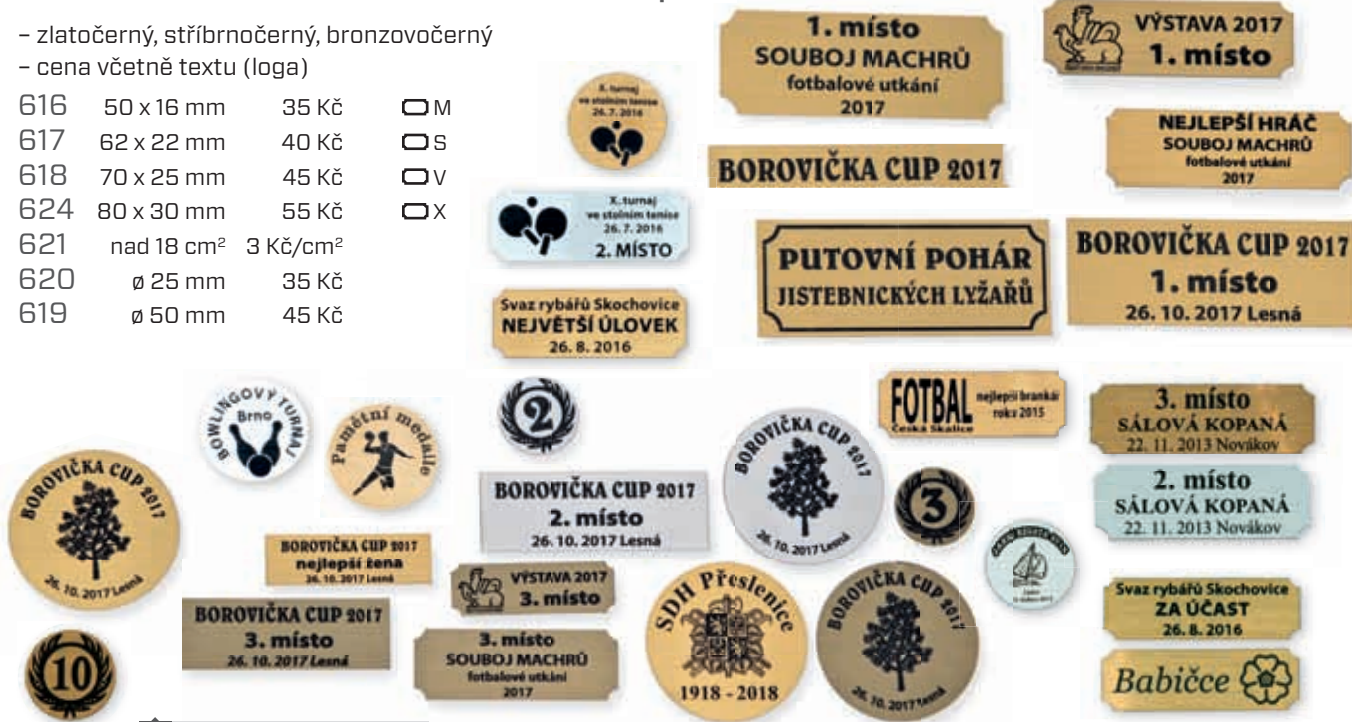 – zlatočerný, stříbrnočerný, bronzovočerný
– cena včetně textu (loga)
616 50 x 16 mm 35 Kč M
617 62 x 22 mm 40 Kč S
618 70 x 25 mm 45 Kč V
624 80 x 30 mm 55 Kč X
621 nad 18 cm² 3 Kč/cm²
620 ø 25 mm 35 Kč
619 ø 50 mm 45 Kč
X. turnaj
ve stolním tenise
26. 7. 2016
1. místo
SOUBOJ MACHRŮ
fotbalové utkání
2017
VÝSTAVA 2017
1. místo
BOROVIČKA CUP 2017
NEJLEPŠÍ HRÁČ
SOUBOJ MACHRŮ
fotbalové utkání
2017
X. turnaj
ve stolním tenise
26. 7. 2016
2. MÍSTO
PUTOVNÍ POHÁR
JISTEBNICKÝCH LYŽAŘŮ
BOROVIČKA CUP 2017
1. místo
26. 10. 2017 Lesná
Svaz rybářů Skochovice
NEJVĚTŠÍ ÚLOVEK
26. 8. 2016
BOWLINGOVÝ TURNAJ
Brno
Pamětní medaile
2
FOTBAL
nejlepší brankář
roku 2015
Česká Skalice
3. místo
SÁLOVÁ KOPANÁ
22. 11. 2013 Novákov
BOROVIČKA CUP 2017
26. 10. 2017 Lesná
BOROVIČKA CUP 2017
2. místo
26. 10. 2017 Lesná
BOROVIČKA CUP 2017
26. 10. 2017 Lesná
3
2. místo
SÁLOVÁ KOPANÁ
22. 11. 2013 Novákov
BOROVIČKA CUP 2017
nejlepší žena
26. 10. 2017 Lesná
VÝSTAVA 2017
3. místo
SDH Přeslenice
1918 - 2018
BOROVIČKA CUP 2017
26. 10. 2017 Lesná
Svaz rybářů Skochovice
ZA ÚČAST
26. 8. 2016
BOROVIČKA CUP 2017
3. místo
26. 10. 2017 Lesná
3. místo
SOUBOJ MACHRŮ
fotbalové utkání
2017
10
Babičce